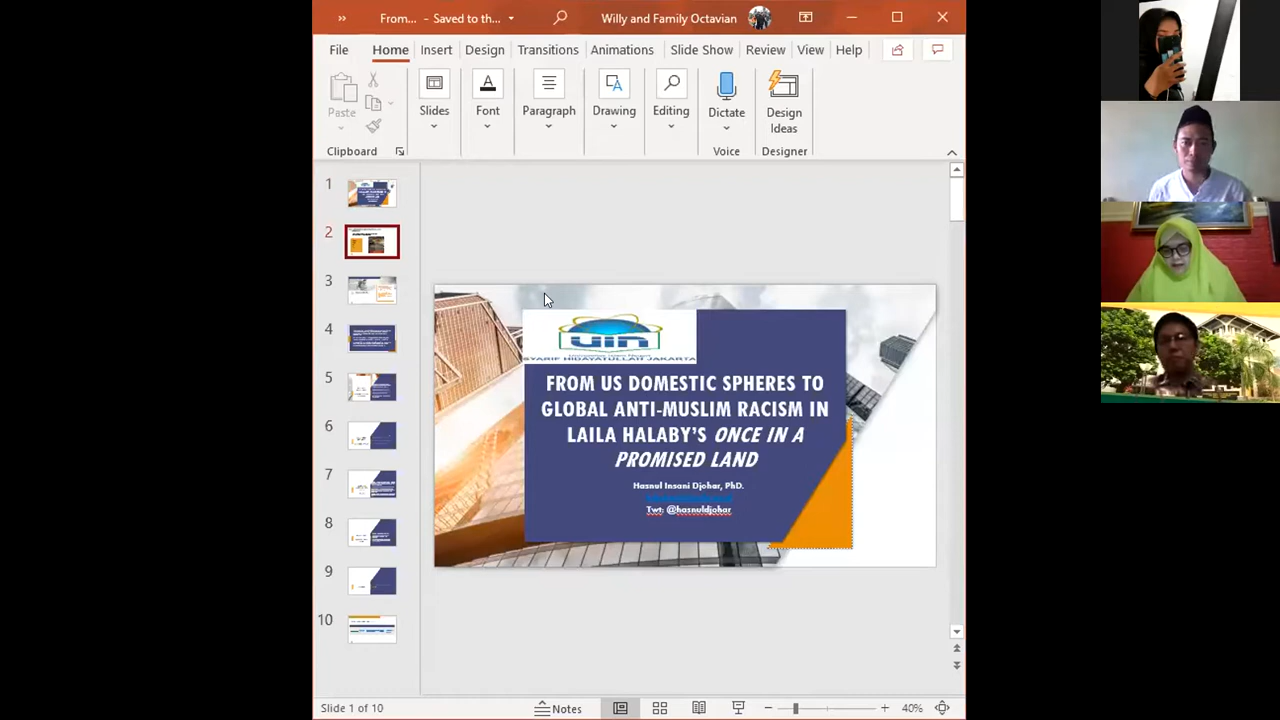 From... - Saved to th...
Willy and Family Octavian
File Home Insert Design Transitions Animations Slide Show Review View Help
Paste
Slides
Font
Paragraph
Drawing
Editing
Dictate
Design Ideas
Clipboard
Voice
Designer
1
2
3
4
5
6
7
8
9
10
UIN
SYARIF HIDAYATULLAH JAKARTA
FROM US DOMESTIC SPHERES TO
GLOBAL ANTI-MUSLIM RACISM IN
LAILA HALABY'S ONCE IN A
PROMISED LAND
Hasnul Insani Djohar, PhD.
Twt: @hasnuldjohar
Slide 1 of 10
Notes
40%